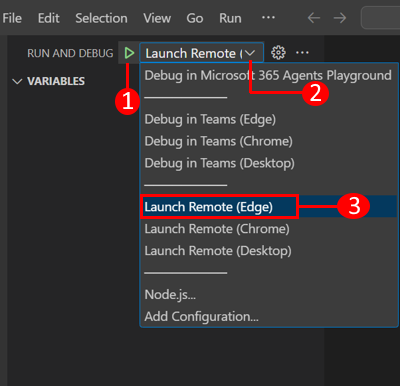 File Edit Selection View Go Run ···
RUN AND DEBUG Launch Remote ( ···
1 2
VARIABLES
Debug in Microsoft 365 Agents Playground
Debug in Teams (Edge)
Debug in Teams (Chrome)
Debug in Teams (Desktop)
Launch Remote (Edge) 3
Launch Remote (Chrome)
Launch Remote (Desktop)
Node.js...
Add Configuration...